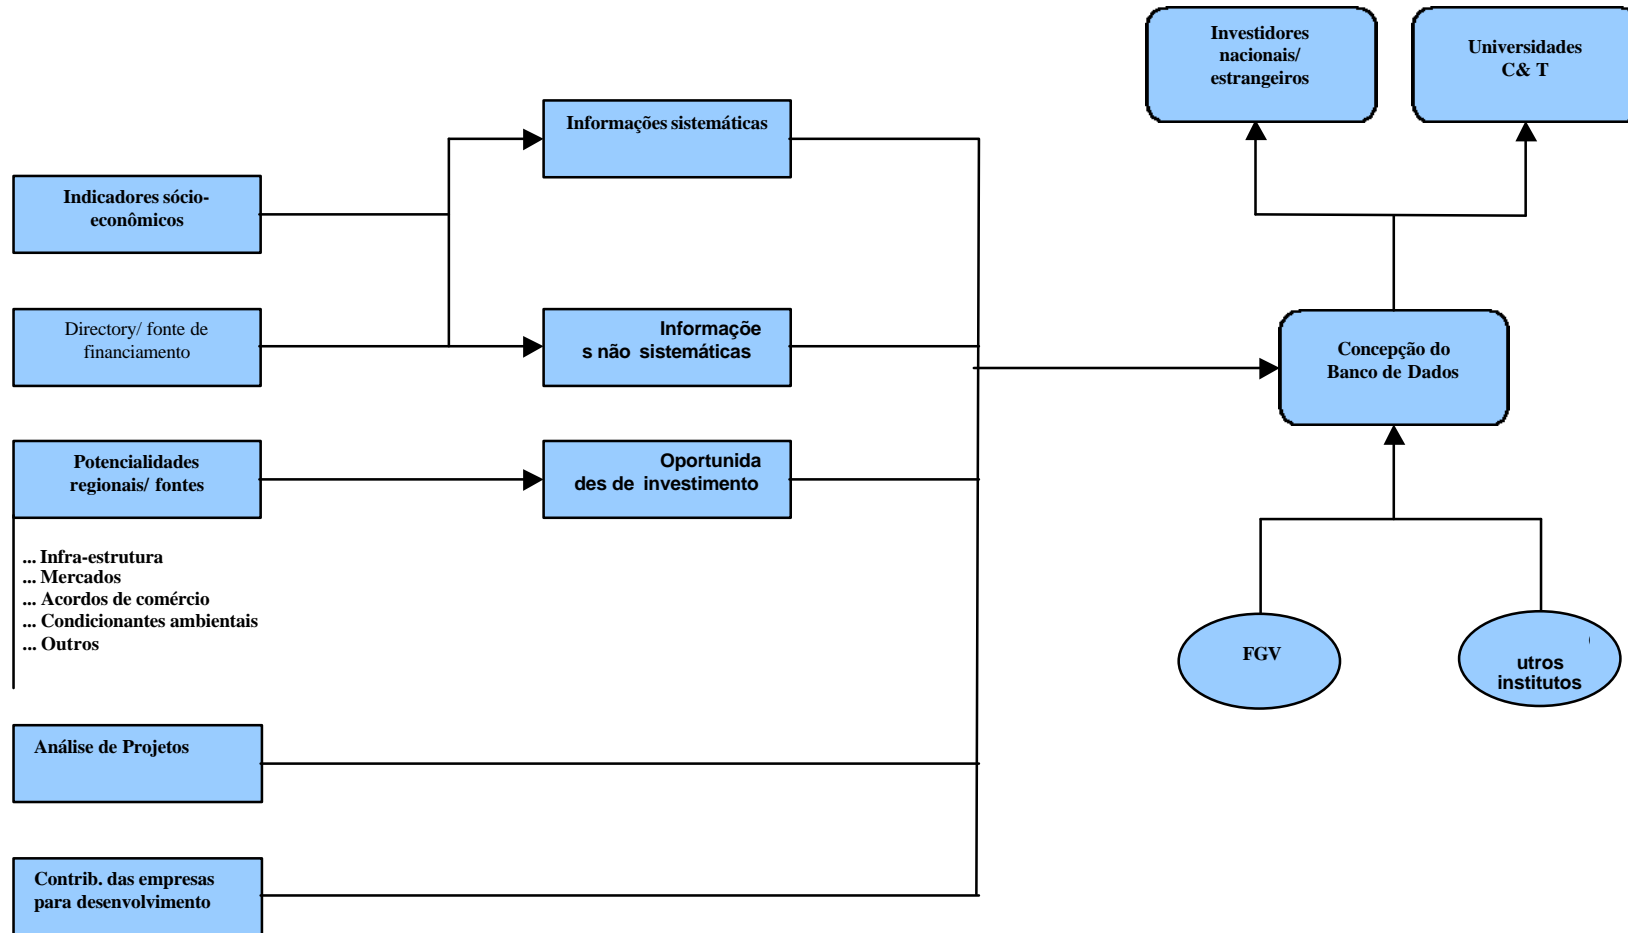 Investidores
nacionais/
estrangeiros
Universidades
C& T
Informações sistemáticas
Indicadores sócio-
econômicos
Directory/ fonte de
financiamento
Informaçõe
s não sistemáticas
Concepção do
Banco de Dados
Potencialidades
regionais/ fontes
Oportunida
des de investimento
... Infra-estrutura
... Mercados
... Acordos de comércio
... Condicionantes ambientais
... Outros
FGV
utros
institutos
Análise de Projetos
Contrib. das empresas
para desenvolvimento